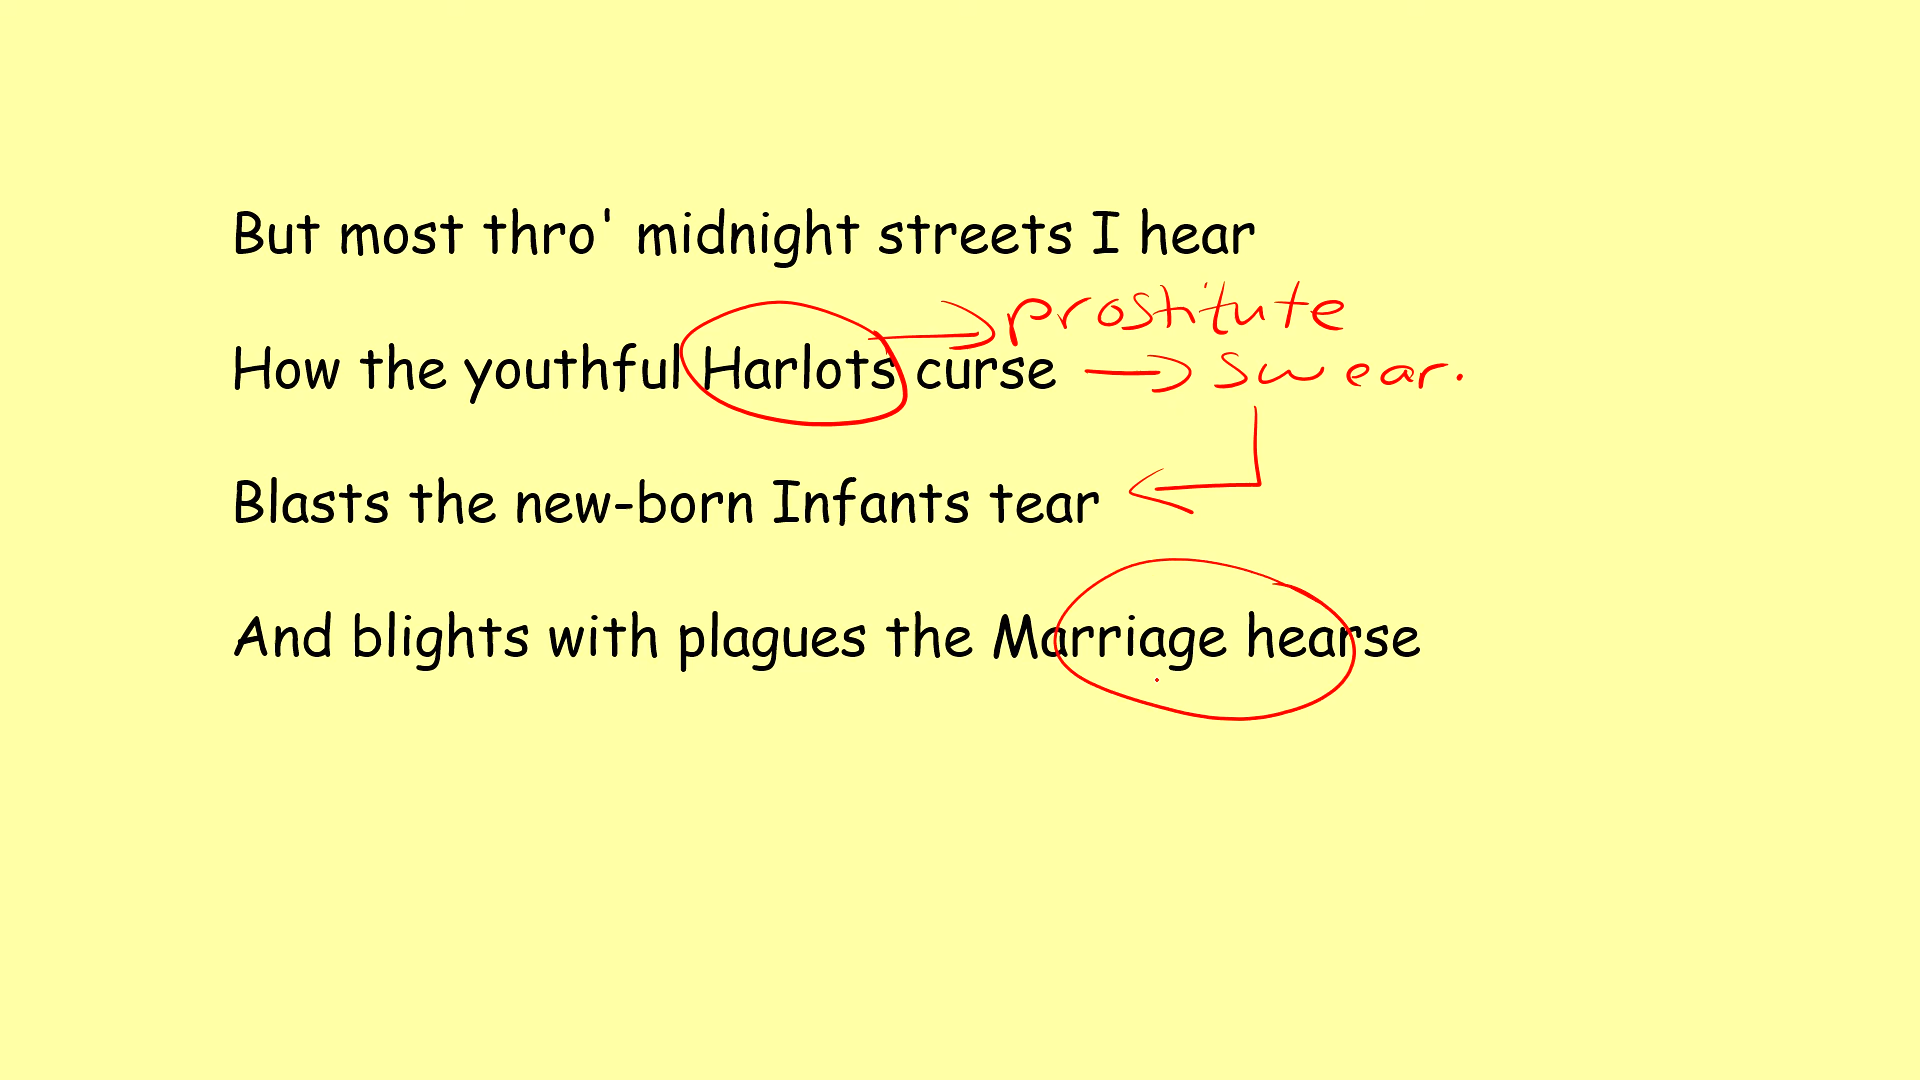 But most thro' midnight streets I hear
prostitute
How the youthful Harlots curse → swear.
Blasts the new-born Infants tear
And blights with plagues the Marriage hearse